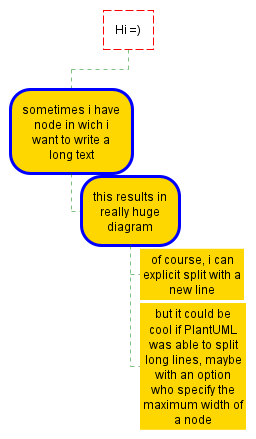 Hi =)
sometimes i have
node in wich i
want to write a
long text
this results in
really huge
diagram
of course, i can
explicit split with a
new line
but it could be
cool if PlantUML
was able to split
long lines, maybe
with an option
who specify the
maximum width of
a node